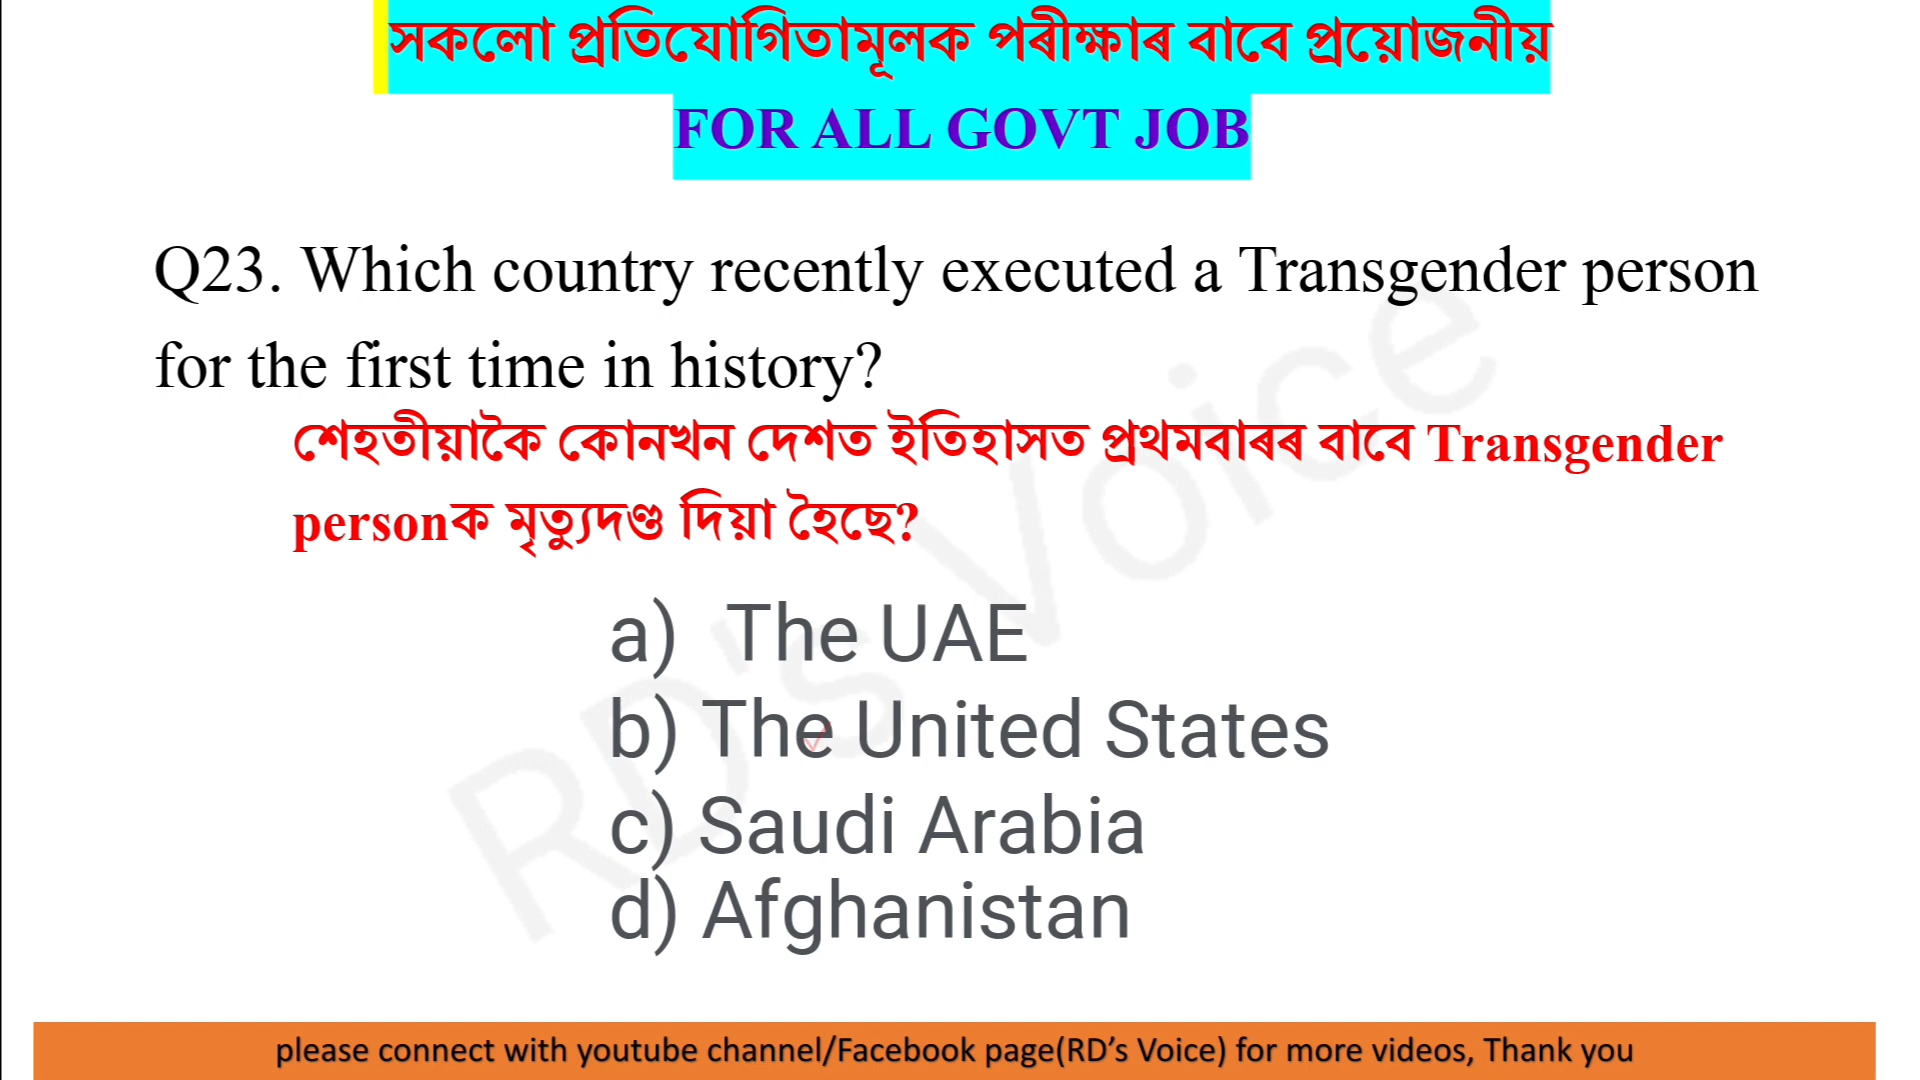 সকলো প্ৰতিযোগিতামূলক পৰীক্ষাৰ বাবে প্ৰয়োজনীয়
FOR ALL GOVT JOB
Q23. Which country recently executed a Transgender person
for the first time in history?
শেহতীয়াকৈ কোনখন দেশত ইতিহাসত প্ৰথমবাৰৰ বাবে Transgender
personক মৃত্যুদণ্ড দিয়া হৈছে?
a) The UAE
b) The United States
c) Saudi Arabia
d) Afghanistan
RD's Voice
please connect with youtube channel/Facebook page(RD’s Voice) for more videos, Thank you